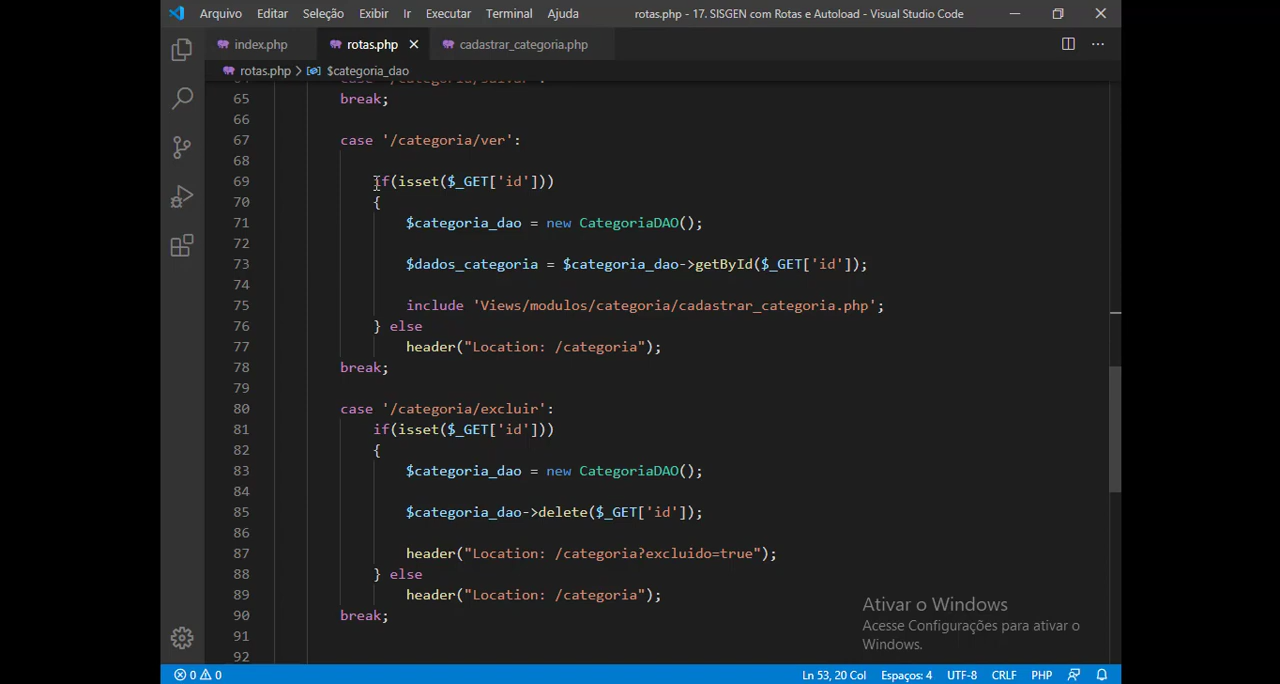 Arquivo Editar Seleção Exibir Ir Executar Terminal Ajuda rotas.php - 17. SISGEN com Rotas e Autoload - Visual Studio Code
index.php rotas.php cadastrar_categoria.php
rotas.php > $categoria_dao
65 break;
66
67 case '/categoria/ver':
68
69 if(isset($_GET['id']))
70 {
71 $categoria_dao = new CategoriaDAO();
72
73 $dados_categoria = $categoria_dao->getById($_GET['id']);
74
75 include 'Views/modulos/categoria/cadastrar_categoria.php';
76 } else
77 header("Location: /categoria");
78 break;
79
80 case '/categoria/excluir':
81 if(isset($_GET['id']))
82 {
83 $categoria_dao = new CategoriaDAO();
84
85 $categoria_dao->delete($_GET['id']);
86
87 header("Location: /categoria?excluido=true");
88 } else
89 header("Location: /categoria");
90 break;
91
92
Ativar o Windows
Acesse Configurações para ativar o
Windows.
0 0 Ln 53, 20 Col Espaços: 4 UTF-8 CRLF PHP